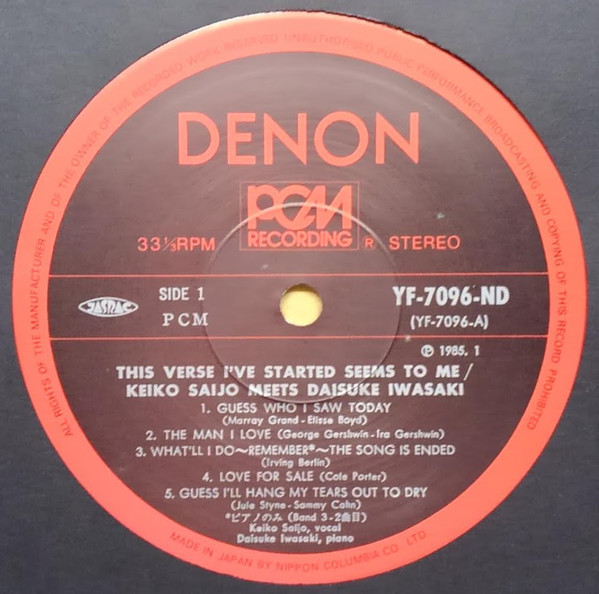 ALL RIGHTS OF THE MANUFACTURER AND OF THE OWNER OF THE RECORDED WORK RESERVED UNAUTHORISED PUBLIC PERFORMANCE BROADCASTING AND COPYING OF THIS RECORD PROHIBITED
DENON
PCM
RECORDING
33⅓RPM
R STEREO
JASRAC
SIDE 1
PCM
YF-7096-ND
(YF-7096-A)
Ⓟ 1985. 1
THIS VERSE I'VE STARTED SEEMS TO ME/
KEIKO SAIJO MEETS DAISUKE IWASAKI
1. GUESS WHO I SAW TODAY
(Marray Grand-Elisse Boyd)
2. THE MAN I LOVE (George Gershwin-Ira Gershwin)
3. WHAT'LL I DO〜REMEMBER*〜THE SONG IS ENDED
(Irving Berlin)
4. LOVE FOR SALE (Cole Porter)
5. GUESS I'LL HANG MY TEARS OUT TO DRY
(Jule Styne-Sammy Cahn)
*ピアノのみ (Band 3-2曲目)
Keiko Saijo, vocal
Daisuke Iwasaki, piano
MADE IN JAPAN BY NIPPON COLUMBIA CO. LTD